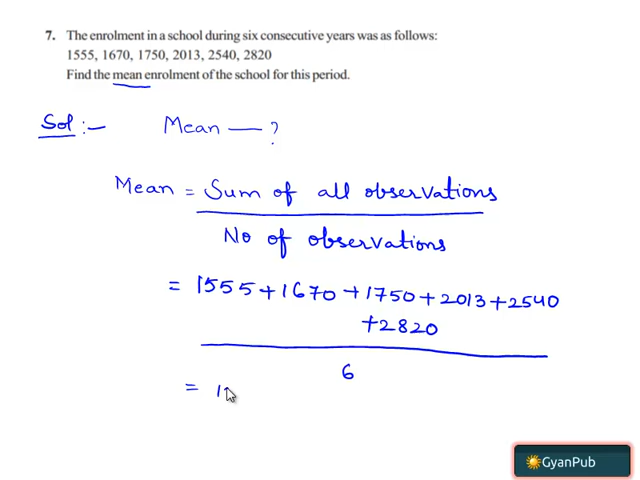 7. The enrolment in a school during six consecutive years was as follows:
1555, 1670, 1750, 2013, 2540, 2820
Find the mean enrolment of the school for this period.
Sol :- Mean — ?
Mean = Sum of all observations
No of observations
= 1555 + 1670 + 1750 + 2013 + 2540
+ 2820
6
= 1
GyanPub